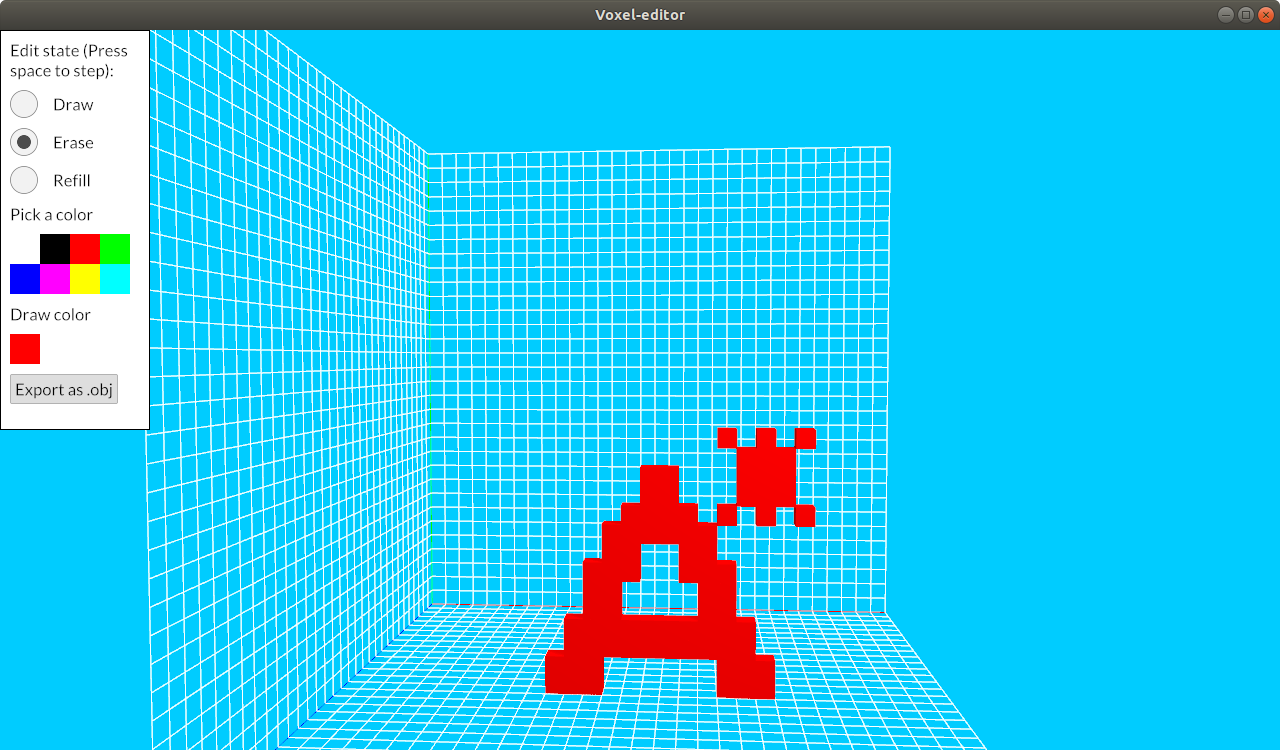 Voxel-editor
Edit state (Press
space to step):
Draw
Erase
Refill
Pick a color
Draw color
Export as .obj
A